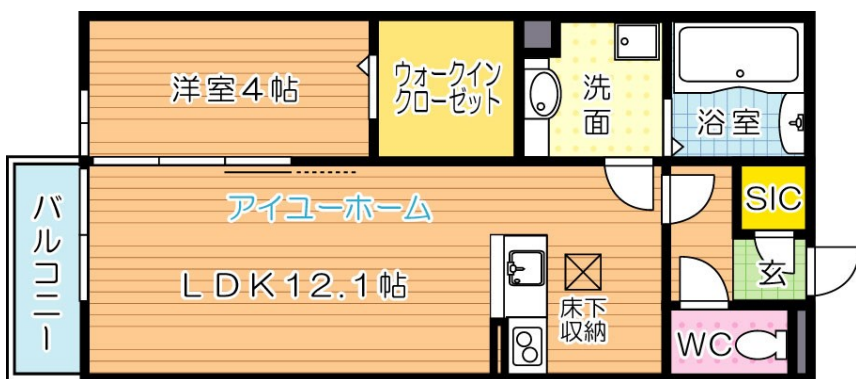 洋室4帖
ウォークイン
クローゼット
洗
面
浴室
バルコニー
アイユーホーム
LDK12.1帖
床下
収納
SIC
玄
WC